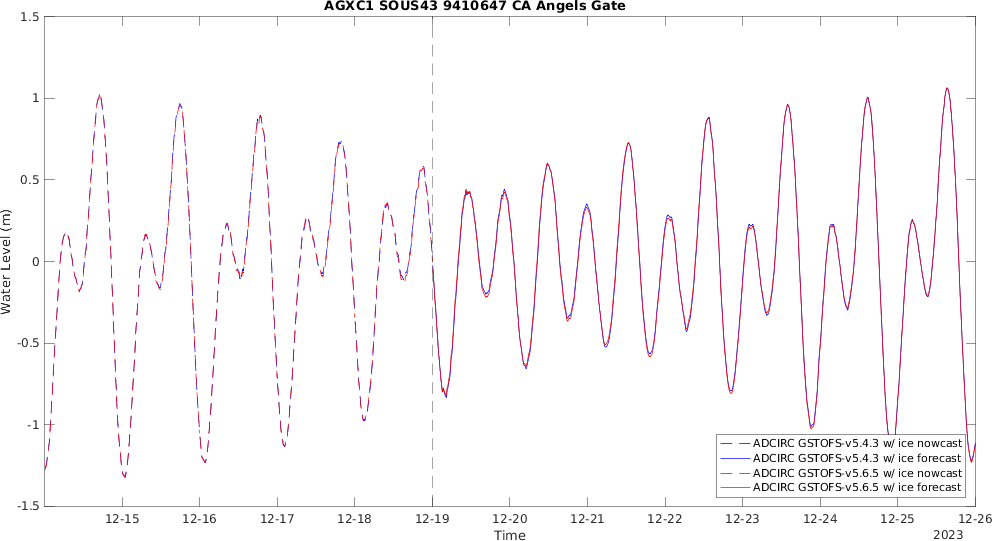 AGXC1 SOUS43 9410647 CA Angels Gate
1.5
1
0.5
0
-0.5
-1
-1.5
Water Level (m)
12-15 12-16 12-17 12-18 12-19 12-20 12-21 12-22 12-23 12-24 12-25 12-26
Time
2023
ADCIRC GSTOFS-v5.4.3 w/ ice nowcast
ADCIRC GSTOFS-v5.4.3 w/ ice forecast
ADCIRC GSTOFS-v5.6.5 w/ ice nowcast
ADCIRC GSTOFS-v5.6.5 w/ ice forecast